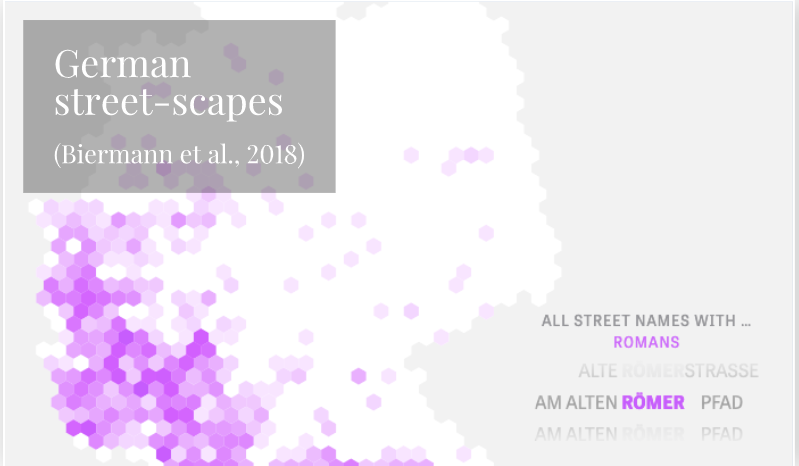 German
street-scapes
(Biermann et al., 2018)
ALL STREET NAMES WITH ...
ROMANS
ALTE RÖMERSTRASSE
AM ALTEN RÖMER PFAD
AM ALTEN RÖMER PFAD